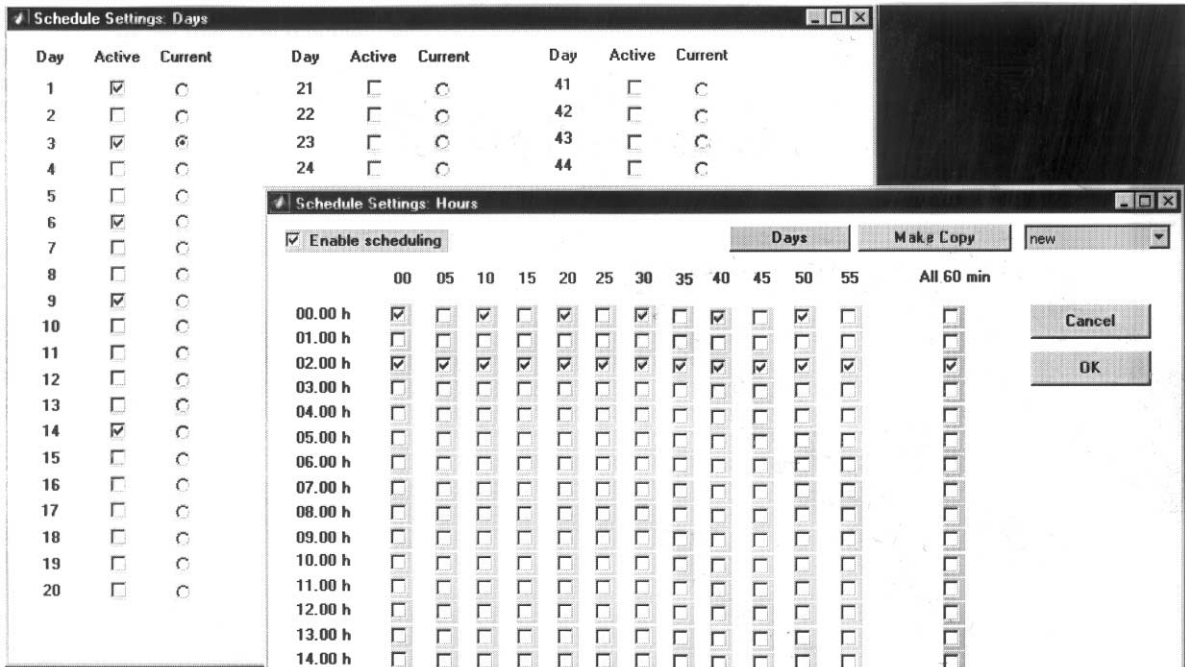 Schedule Settings: Days
Day Active Current Day Active Current Day Active Current
1 21 41
2 22 42
3 23 43
4 24 44
5
6
7
8
9
10
11
12
13
14
15
16
17
18
19
20
Schedule Settings: Hours
Enable scheduling Days Make Copy new
00 05 10 15 20 25 30 35 40 45 50 55 All 60 min
00.00 h
01.00 h
02.00 h
03.00 h
04.00 h
05.00 h
06.00 h
07.00 h
08.00 h
09.00 h
10.00 h
11.00 h
12.00 h
13.00 h
14.00 h
Cancel
OK